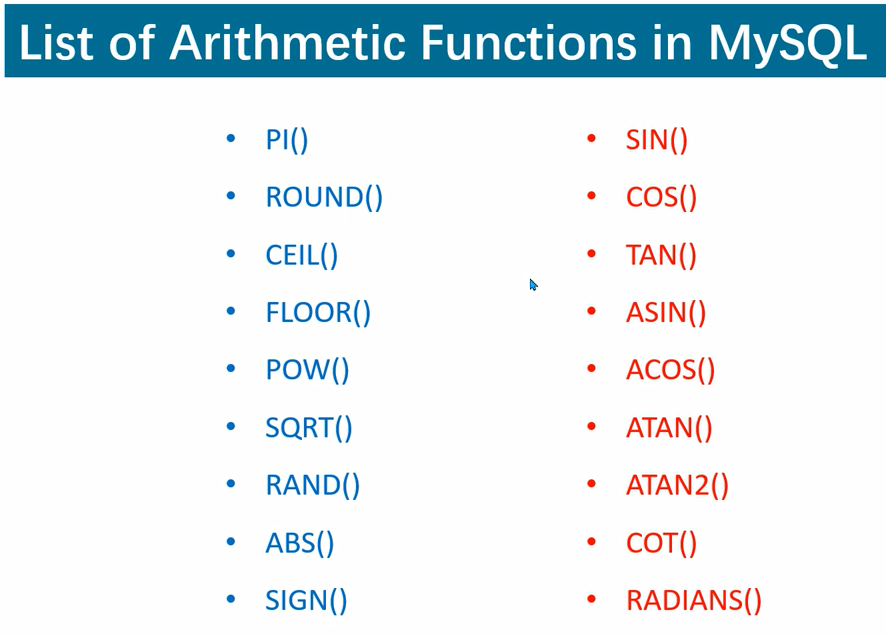 List of Arithmetic Functions in MySQL
• PI()
• ROUND()
• CEIL()
• FLOOR()
• POW()
• SQRT()
• RAND()
• ABS()
• SIGN()
• SIN()
• COS()
• TAN()
• ASIN()
• ACOS()
• ATAN()
• ATAN2()
• COT()
• RADIANS()